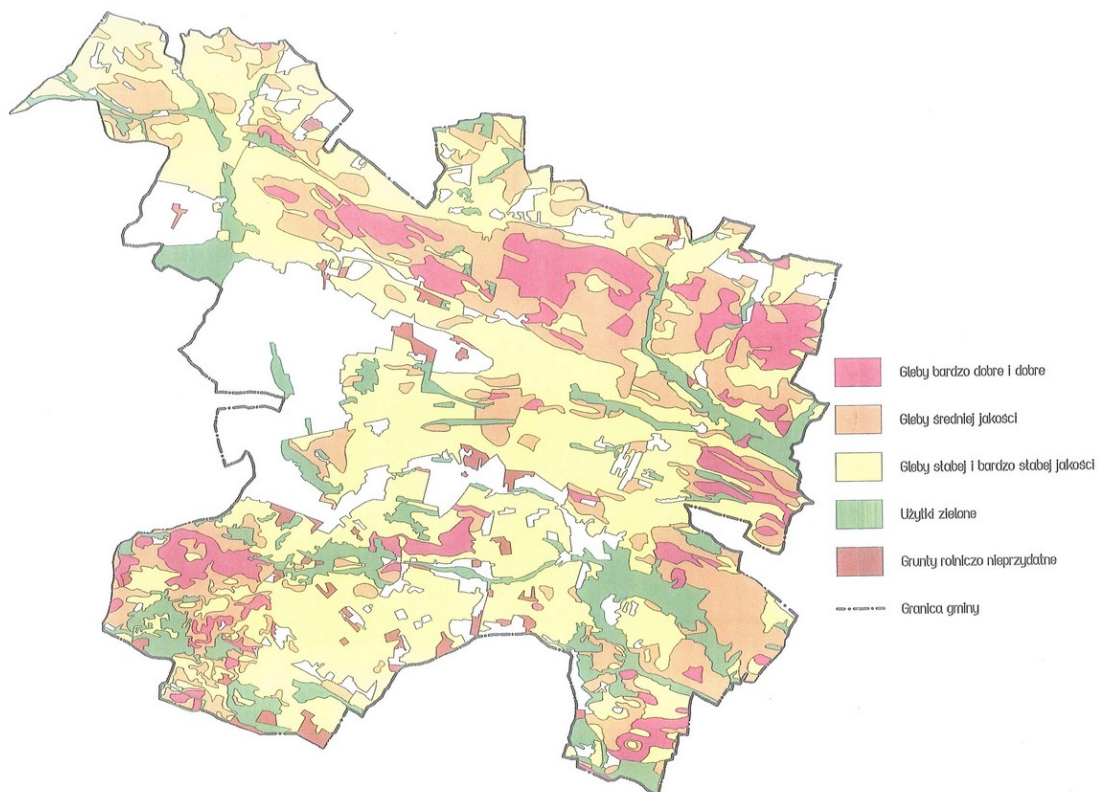 Gleby bardzo dobre i dobre
Gleby średniej jakości
Gleby słabej i bardzo słabej jakości
Użytki zielone
Grunty rolniczo nieprzydatne
Granica gminy